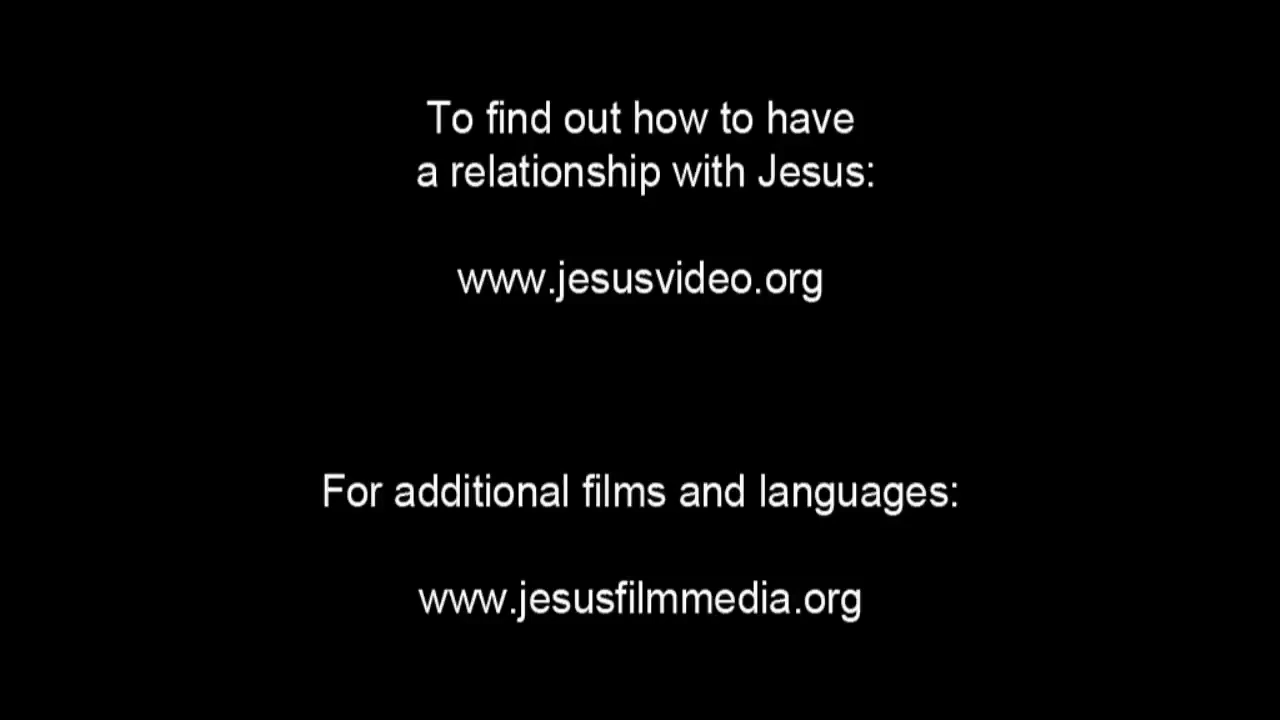 To find out how to have
a relationship with Jesus:
www.jesusvideo.org
For additional films and languages:
www.jesusfilmmedia.org